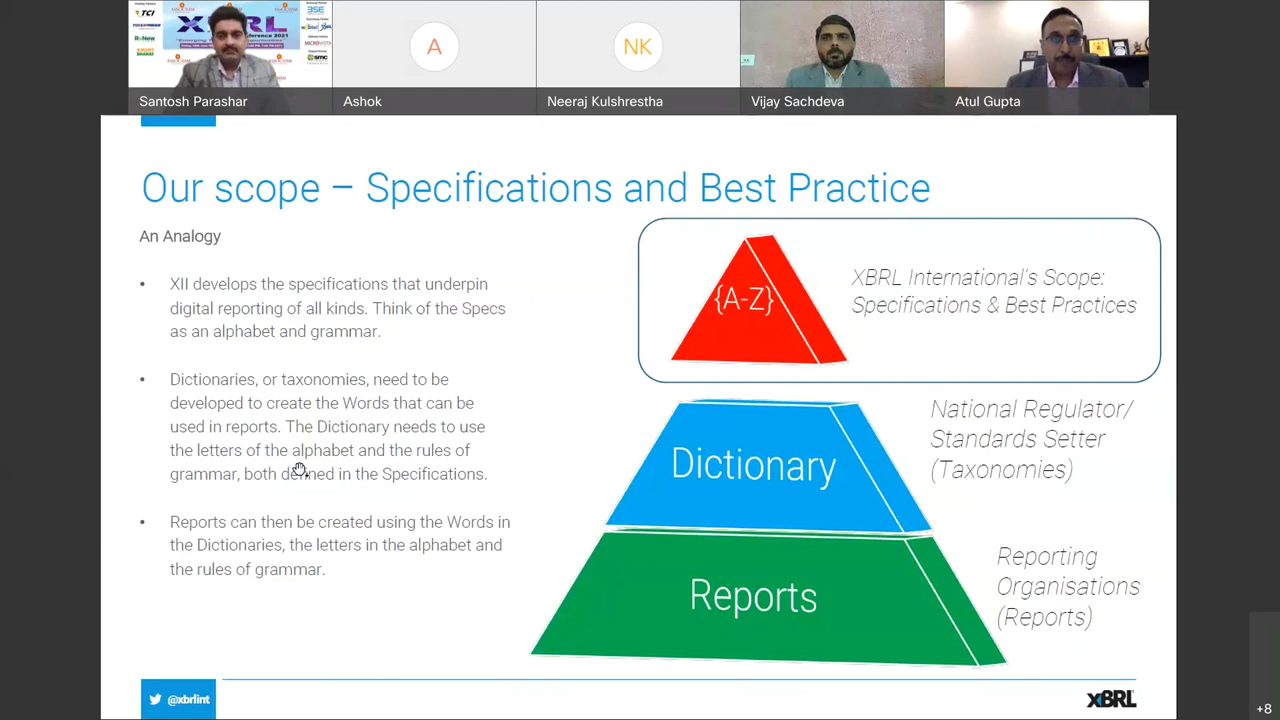 TCI
XBRL
BSE
ReNew
MICROVISTA
SMC
A
NK
Santosh Parashar
Ashok
Neeraj Kulshrestha
Vijay Sachdeva
Atul Gupta
Our scope – Specifications and Best Practice
An Analogy
• XII develops the specifications that underpin
digital reporting of all kinds. Think of the Specs
as an alphabet and grammar.
• Dictionaries, or taxonomies, need to be
developed to create the Words that can be
used in reports. The Dictionary needs to use
the letters of the alphabet and the rules of
grammar, both defined in the Specifications.
• Reports can then be created using the Words in
the Dictionaries, the letters in the alphabet and
the rules of grammar.
{A-Z}
XBRL International's Scope:
Specifications & Best Practices
Dictionary
National Regulator/
Standards Setter
(Taxonomies)
Reports
Reporting
Organisations
(Reports)
@xbrlint
XBRL
+8